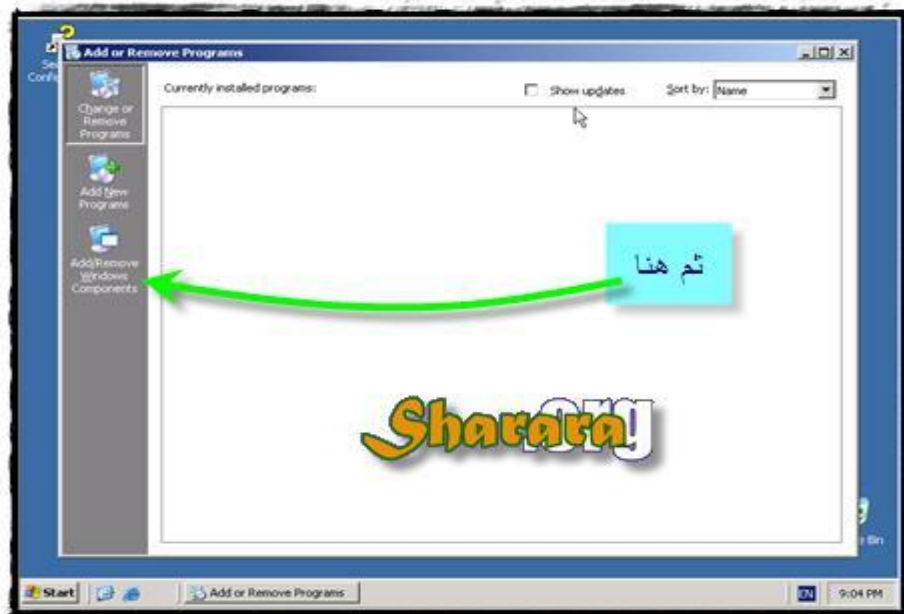 Add or Remove Programs
Currently installed programs:
Show updates
Sort by: Name
Change or
Remove
Programs
Add New
Programs
Add/Remove
Windows
Components
ثم هنا
Sharara
.org
Start
Add or Remove Programs
EN
9:04 PM